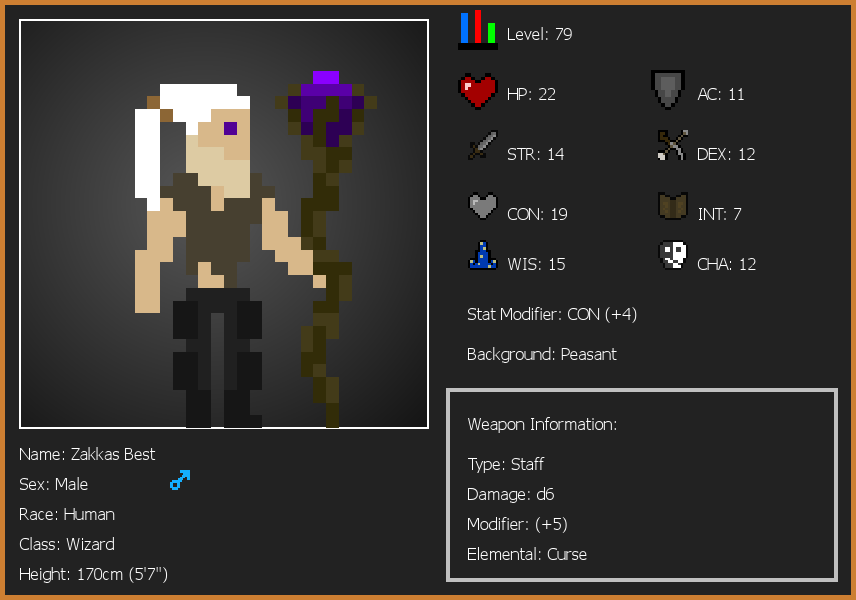 Level: 79
HP: 22
AC: 11
STR: 14
DEX: 12
CON: 19
INT: 7
WIS: 15
CHA: 12
Stat Modifier: CON (+4)
Background: Peasant
Weapon Information:
Type: Staff
Damage: d6
Modifier: (+5)
Elemental: Curse
Name: Zakkas Best
Sex: Male
Race: Human
Class: Wizard
Height: 170cm (5'7")